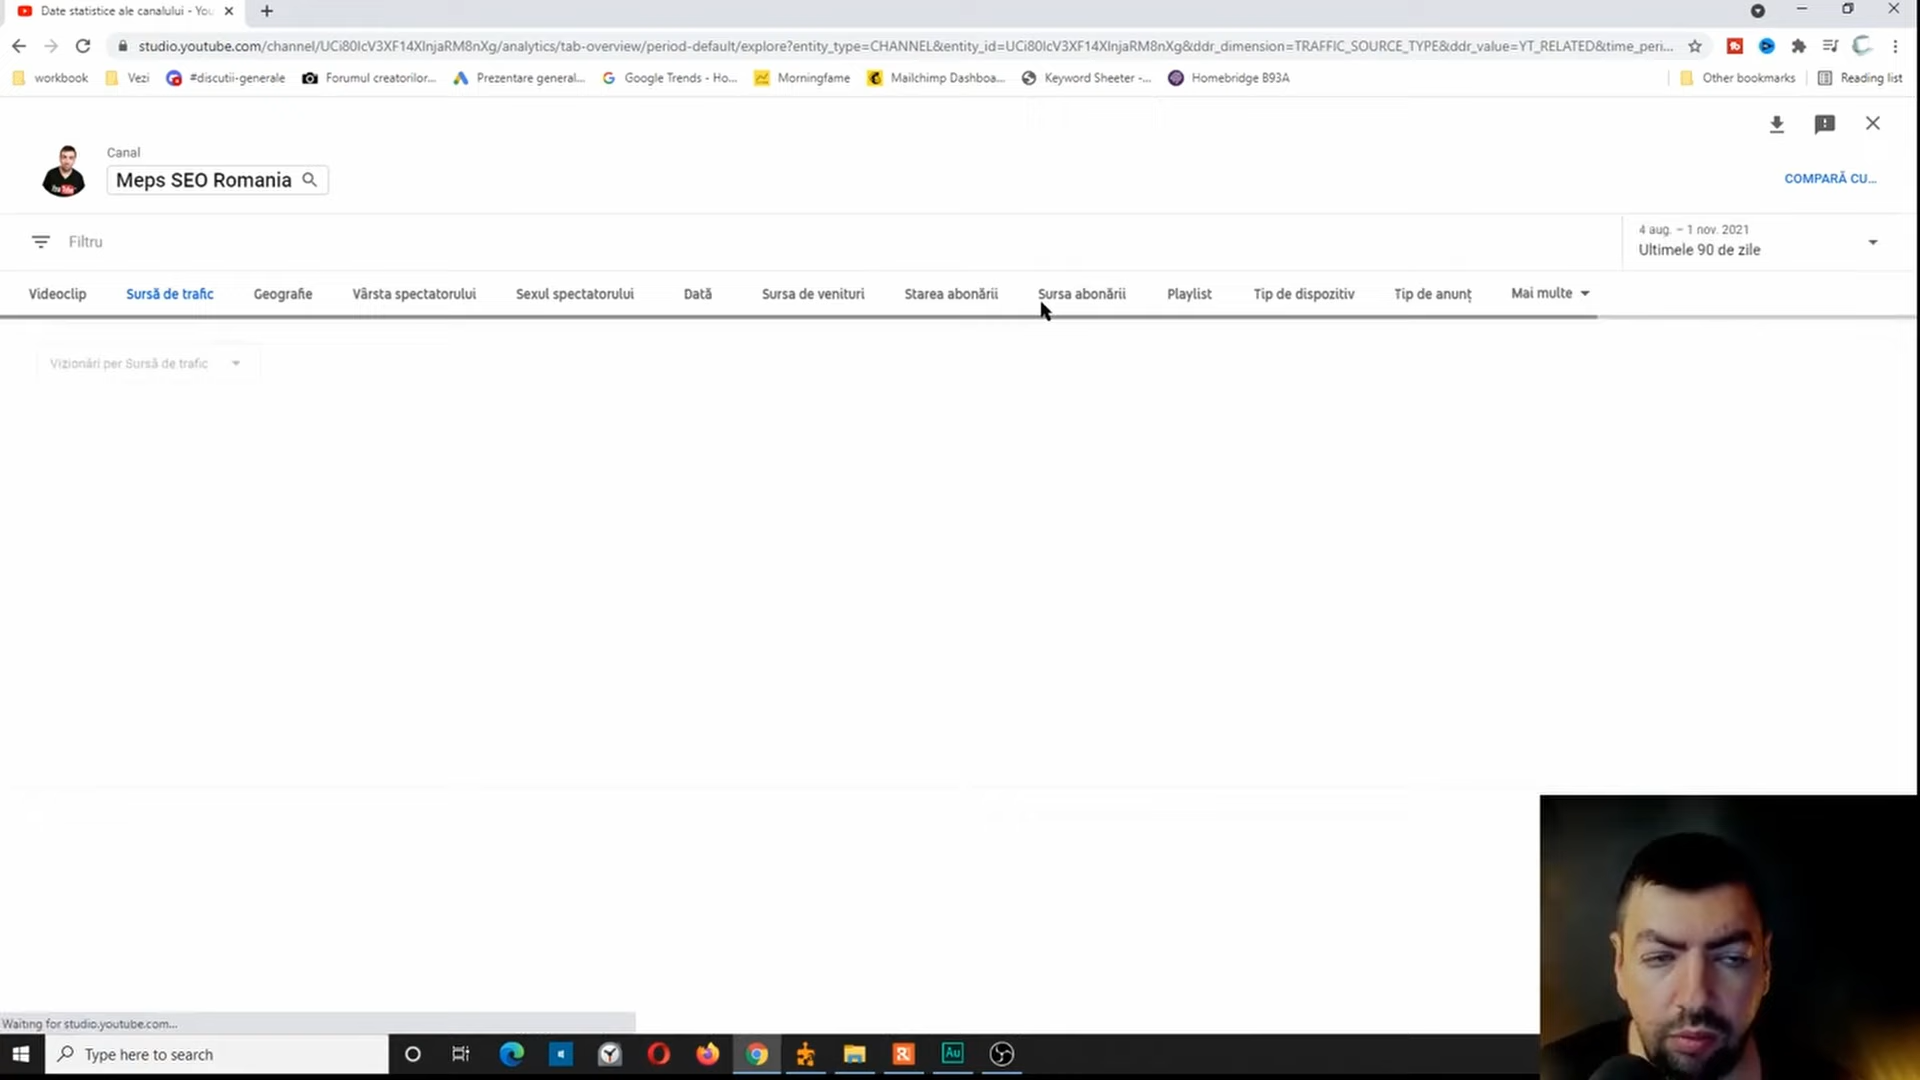 Date statistice ale canalului - You
studio.youtube.com/channel/UCi80IcV3XF14XInjaRM8nXg/analytics/tab-overview/period-default/explore?entity_type=CHANNEL&entity_id=UCi80IcV3XF14XInjaRM8nXg&ddr_dimension=TRAFFIC_SOURCE_TYPE&ddr_value=YT_RELATED&time_peri...
workbook Vezi #discutii-generale Forumul creatorilor... Prezentare general... Google Trends - Ho... Morningfame Mailchimp Dashboa... Keyword Sheeter -... Homebridge B93A Other bookmarks Reading list
Canal
Meps SEO Romania
COMPARĂ CU...
Filtru
4 aug. – 1 nov. 2021
Ultimele 90 de zile
Videoclip Sursă de trafic Geografie Vârsta spectatorului Sexul spectatorului Dată Sursa de venituri Starea abonării Sursa abonării Playlist Tip de dispozitiv Tip de anunț Mai multe
Vizionări per Sursă de trafic
Waiting for studio.youtube.com...
Type here to search
Au